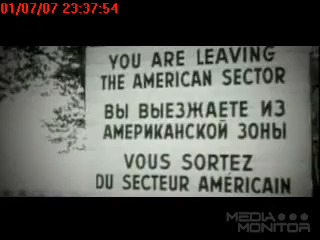 01/07/07 23:37:54
YOU ARE LEAVING
THE AMERICAN SECTOR
ВЫ ВЫЕЗЖАЕТЕ ИЗ
АМЕРИКАНСКОЙ ЗОНЫ
VOUS SORTEZ
DU SECTEUR AMÉRICAIN
MEDIA
MONITOR